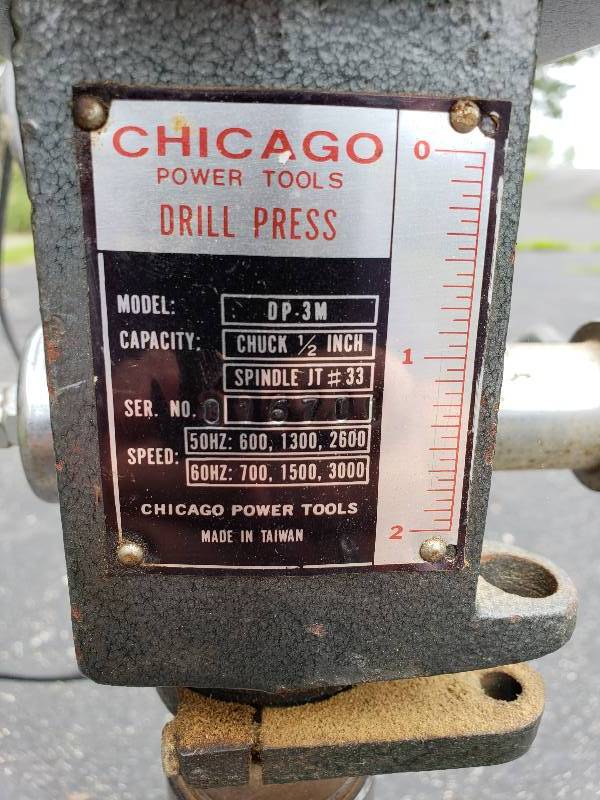 CHICAGO
POWER TOOLS
DRILL PRESS
MODEL: DP-3M
CAPACITY: CHUCK 1/2 INCH
SPINDLE JT #33
SER. NO.
SPEED: 50HZ: 600, 1300, 2600
60HZ: 700, 1500, 3000
CHICAGO POWER TOOLS
MADE IN TAIWAN
0
1
2